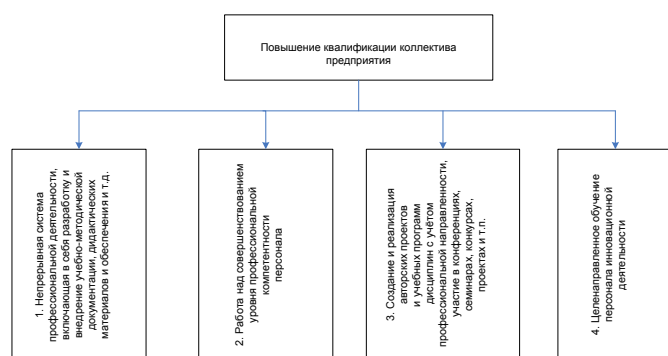 Повышение квалификации коллектива
предприятия
1. Непрерывная система
профессиональной деятельности,
включающая в себя разработку и
внедрение учебно-методической
документации, дидактических
материалов и обеспечения и т.д.
2. Работа над совершенствованием
уровня профессиональной
компетентности
персонала
3. Создание и реализация
авторских проектов
и учебных программ
дисциплин с учётом
профессиональной направленности,
участие в конференциях,
семинарах, конкурсах,
проектах и т.п.
4. Целенаправленное обучение
персонала инновационной
деятельности